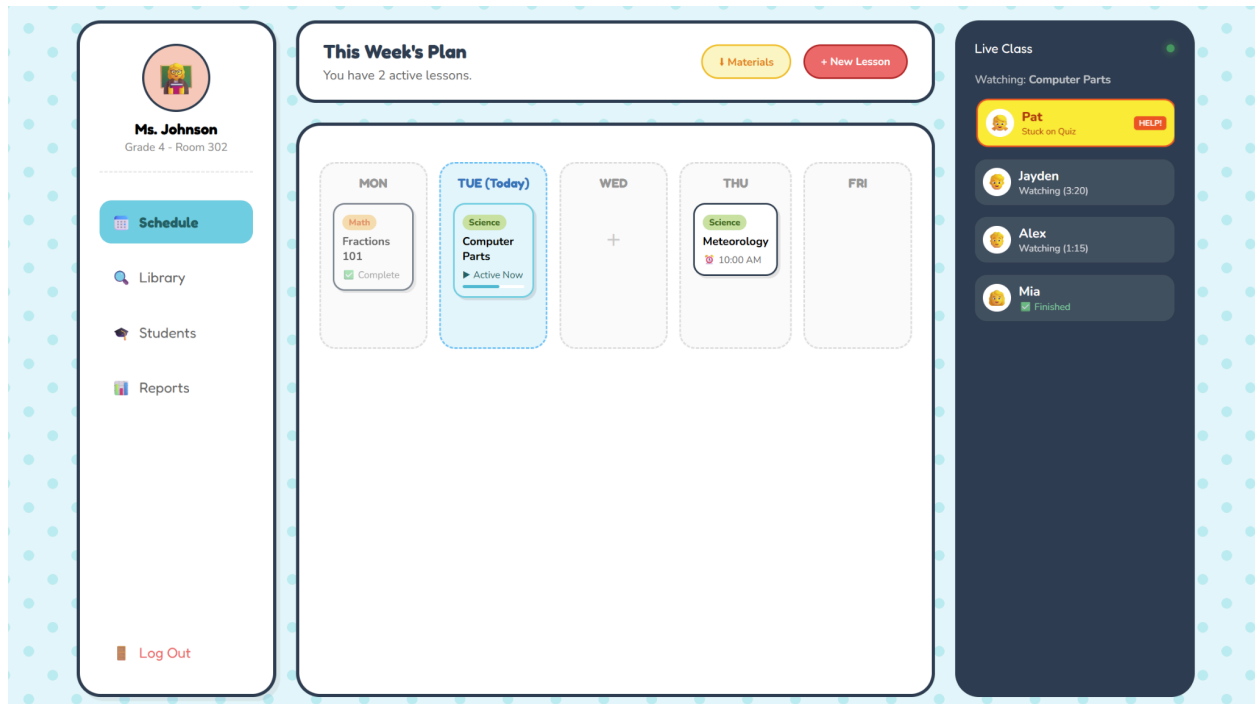 Ms. Johnson
Grade 4 - Room 302
Schedule
Library
Students
Reports
Log Out
This Week's Plan
You have 2 active lessons.
⬇ Materials
+ New Lesson
MON
Math
Fractions
101
✅ Complete
TUE (Today)
Science
Computer
Parts
▶ Active Now
WED
+
THU
Science
Meteorology
⏰ 10:00 AM
FRI
Live Class
Watching: Computer Parts
Pat
Stuck on Quiz
HELP!
Jayden
Watching (3:20)
Alex
Watching (1:15)
Mia
✅ Finished